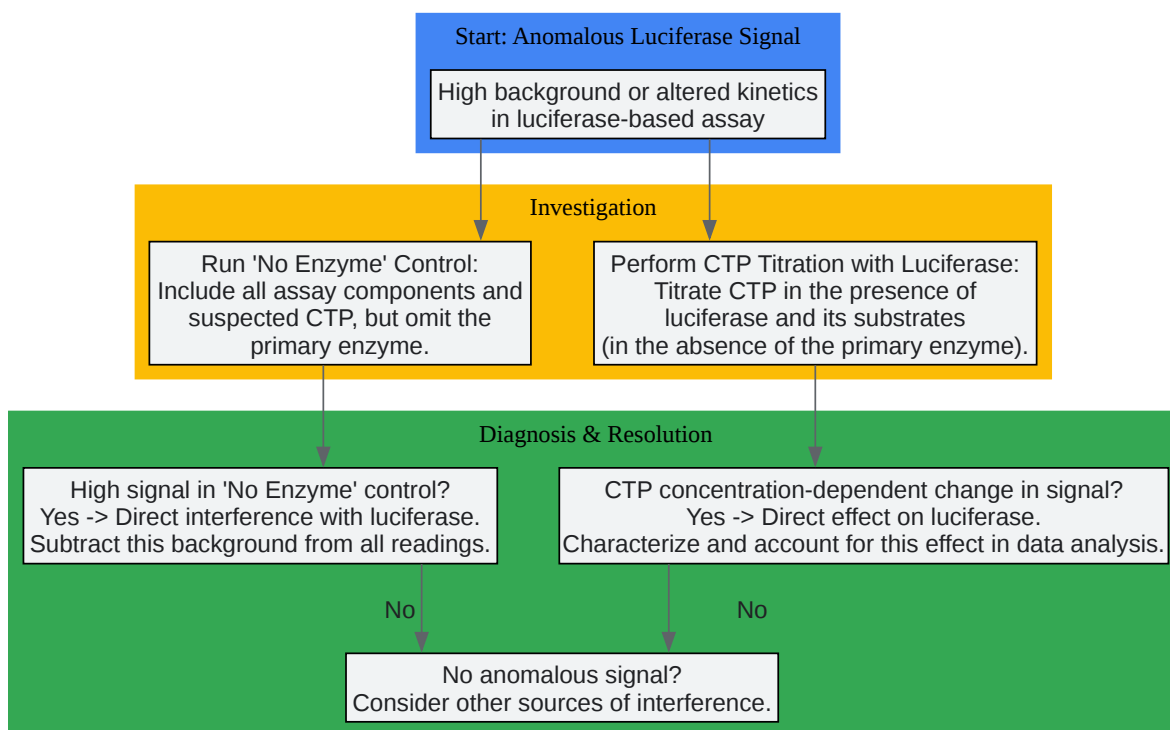 Start: Anomalous Luciferase Signal
High background or altered kinetics
in luciferase-based assay
Investigation
Run 'No Enzyme' Control:
Include all assay components and
suspected CTP, but omit the
primary enzyme.
Perform CTP Titration with Luciferase:
Titrate CTP in the presence of
luciferase and its substrates
(in the absence of the primary enzyme).
Diagnosis & Resolution
High signal in 'No Enzyme' control?
Yes -> Direct interference with luciferase.
Subtract this background from all readings.
CTP concentration-dependent change in signal?
Yes -> Direct effect on luciferase.
Characterize and account for this effect in data analysis.
No
No
No anomalous signal?
Consider other sources of interference.